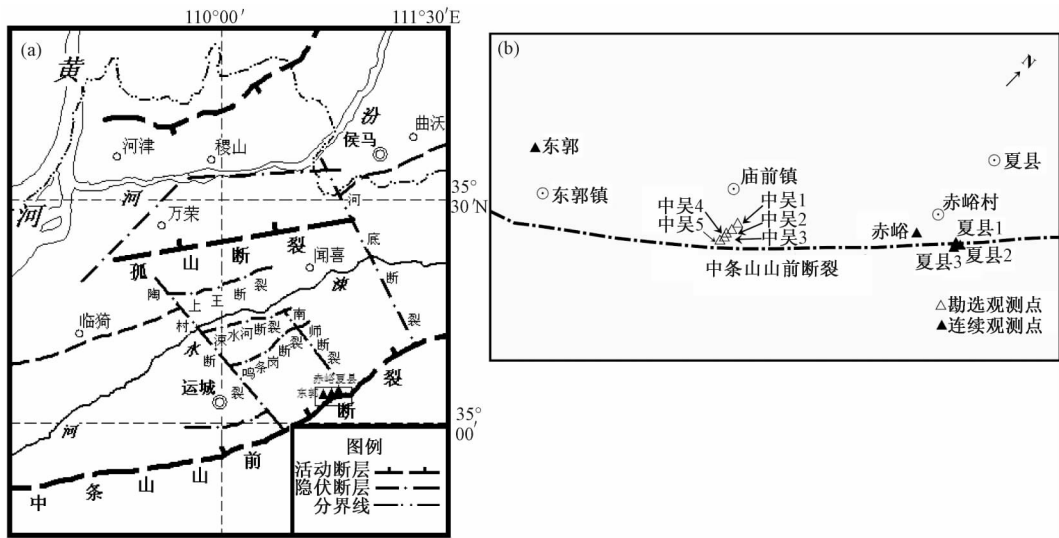 110°00′
111°30′E
(a)
黄
河
汾
曲沃
侯马
河津
稷山
河
河
35°
30′N
万荣
孤山断裂
底
断
裂
闻喜
涑
陶
村
断
裂
上王断裂
临猗
水
涑水河断裂
南
师
断
裂
鸣条岗断裂
运城
赤峪夏县
东郭
35°
00′
河
中条山山前断裂
图例
活动断层
隐伏断层
分界线
(b)
N
东郭
东郭镇
庙前镇
夏县
中吴4
中吴1
中吴5
中吴2
中吴3
赤峪村
赤峪
夏县1
夏县3
夏县2
中条山山前断裂
勘选观测点
连续观测点